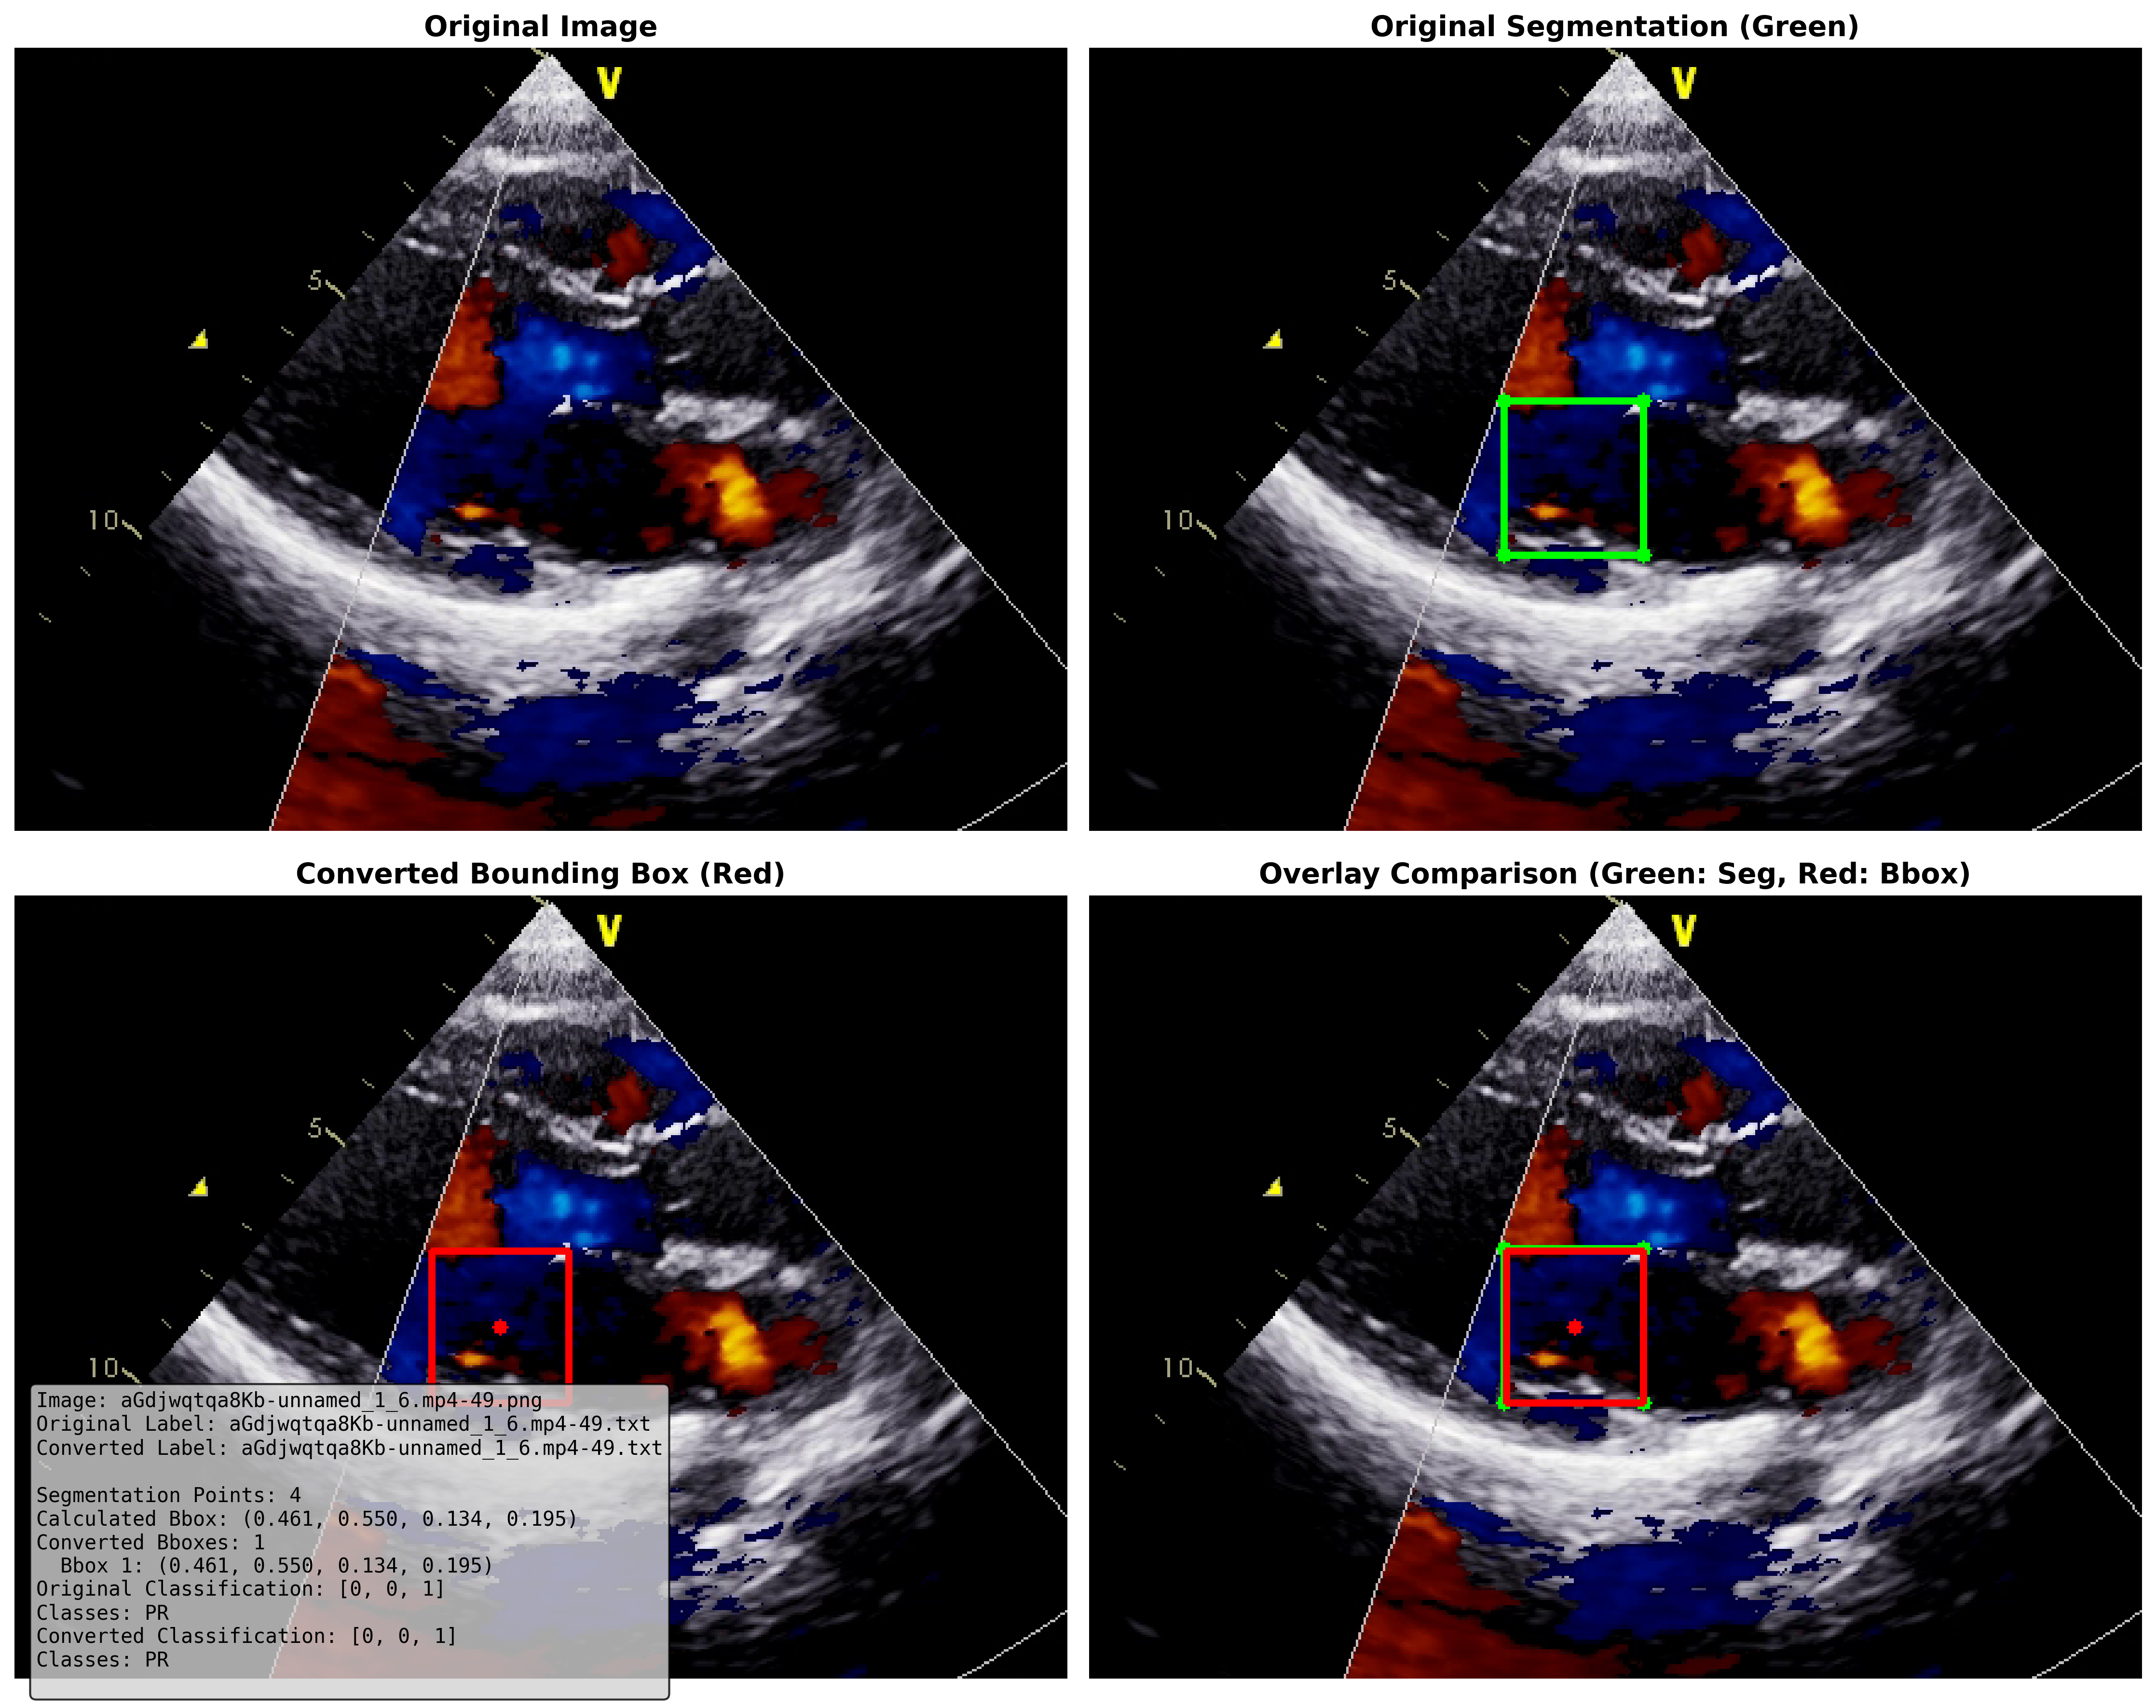 Original Image
Original Segmentation (Green)
V
5
10
V
5
10
Converted Bounding Box (Red)
Overlay Comparison (Green: Seg, Red: Bbox)
V
5
10
V
5
10
Image: aGdjwqtqa8Kb-unnamed_1_6.mp4-49.png
Original Label: aGdjwqtqa8Kb-unnamed_1_6.mp4-49.txt
Converted Label: aGdjwqtqa8Kb-unnamed_1_6.mp4-49.txt
Segmentation Points: 4
Calculated Bbox: (0.461, 0.550, 0.134, 0.195)
Converted Bboxes: 1
Bbox 1: (0.461, 0.550, 0.134, 0.195)
Original Classification: [0, 0, 1]
Classes: PR
Converted Classification: [0, 0, 1]
Classes: PR